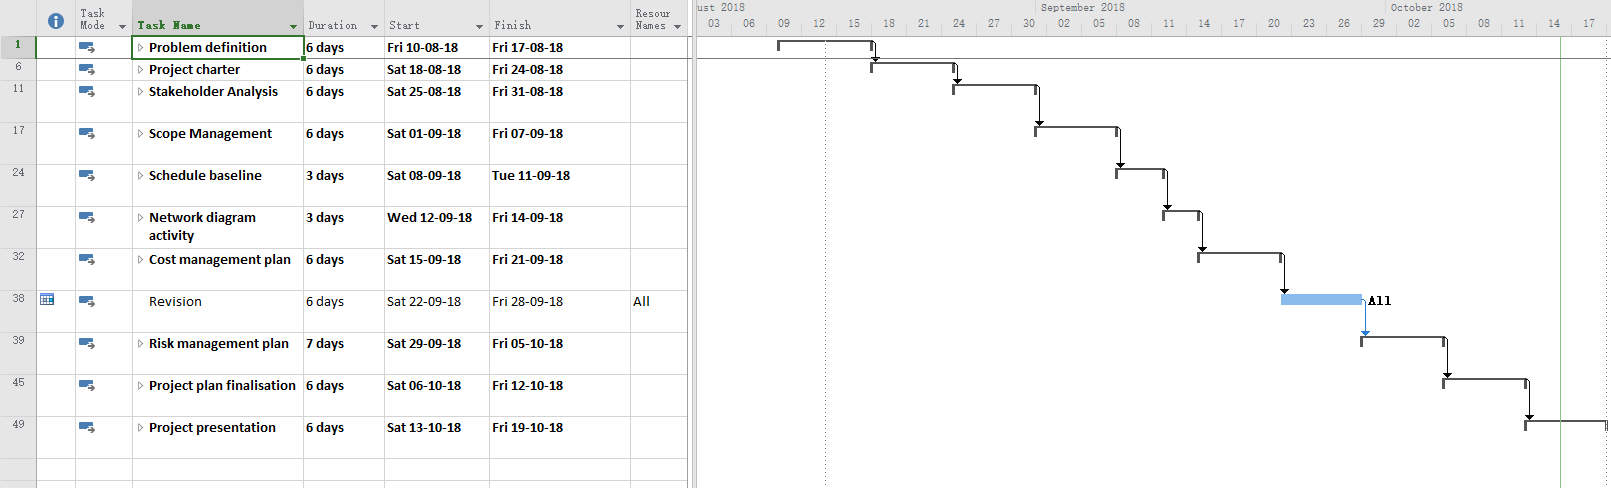 Task Mode Task Name Duration Start Finish Resour Names
ust 2018 September 2018 October 2018
03 06 09 12 15 18 21 24 27 30 02 05 08 11 14 17 20 23 26 29 02 05 08 11 14 17
1 Problem definition 6 days Fri 10-08-18 Fri 17-08-18
6 Project charter 6 days Sat 18-08-18 Fri 24-08-18
11 Stakeholder Analysis 6 days Sat 25-08-18 Fri 31-08-18
17 Scope Management 6 days Sat 01-09-18 Fri 07-09-18
24 Schedule baseline 3 days Sat 08-09-18 Tue 11-09-18
27 Network diagram activity 3 days Wed 12-09-18 Fri 14-09-18
32 Cost management plan 6 days Sat 15-09-18 Fri 21-09-18
38 Revision 6 days Sat 22-09-18 Fri 28-09-18 All
All
39 Risk management plan 7 days Sat 29-09-18 Fri 05-10-18
45 Project plan finalisation 6 days Sat 06-10-18 Fri 12-10-18
49 Project presentation 6 days Sat 13-10-18 Fri 19-10-18